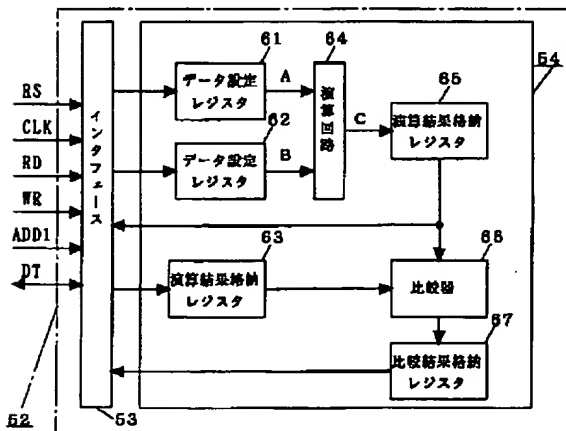 61
64
データ設定
レジスタ
A
演算回路
65
54
RS
CLK
RD
WR
ADD1
DT
インタフェース
62
データ設定
レジスタ
B
C
演算結果格納
レジスタ
63
演算結果格納
レジスタ
66
比較器
67
比較結果格納
レジスタ
52
53